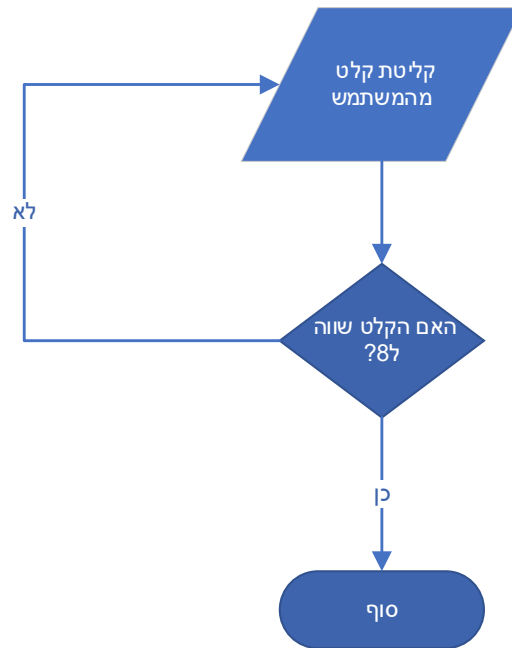 קליטת קלט
מהמשתמש
לא
האם הקלט שווה
ל8?
כן
סוף